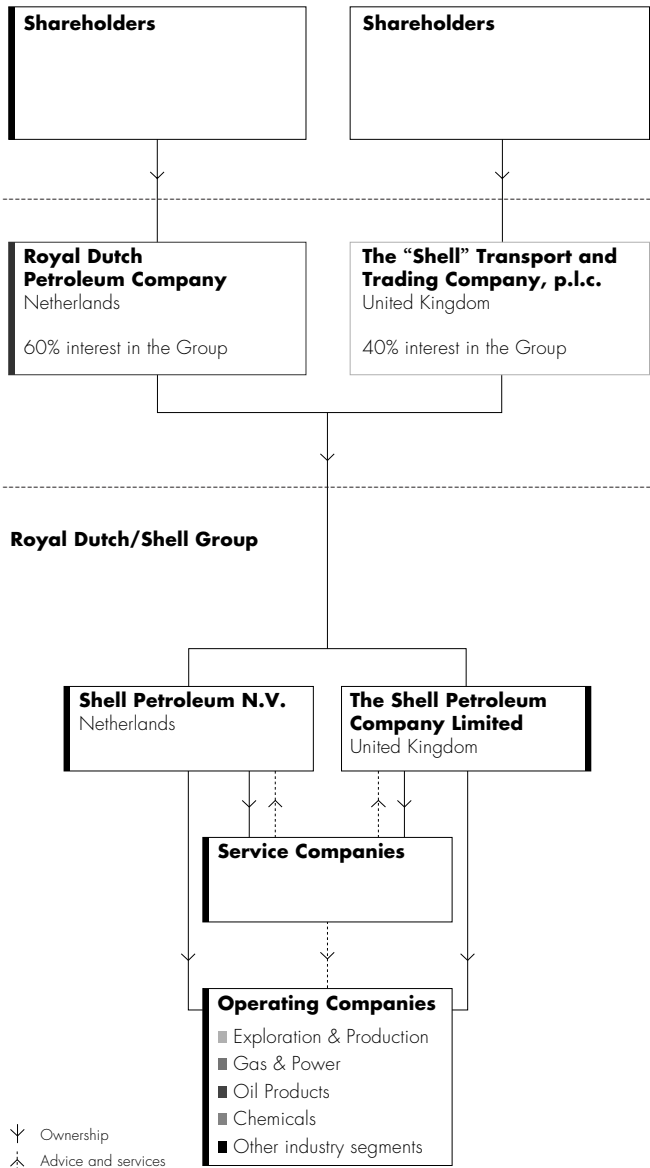 Shareholders
Shareholders
Royal Dutch
Petroleum Company
Netherlands
60% interest in the Group
The “Shell” Transport and
Trading Company, p.l.c.
United Kingdom
40% interest in the Group
Royal Dutch/Shell Group
Shell Petroleum N.V.
Netherlands
The Shell Petroleum
Company Limited
United Kingdom
Service Companies
Operating Companies
Exploration & Production
Gas & Power
Oil Products
Chemicals
Other industry segments
Ownership
Advice and services